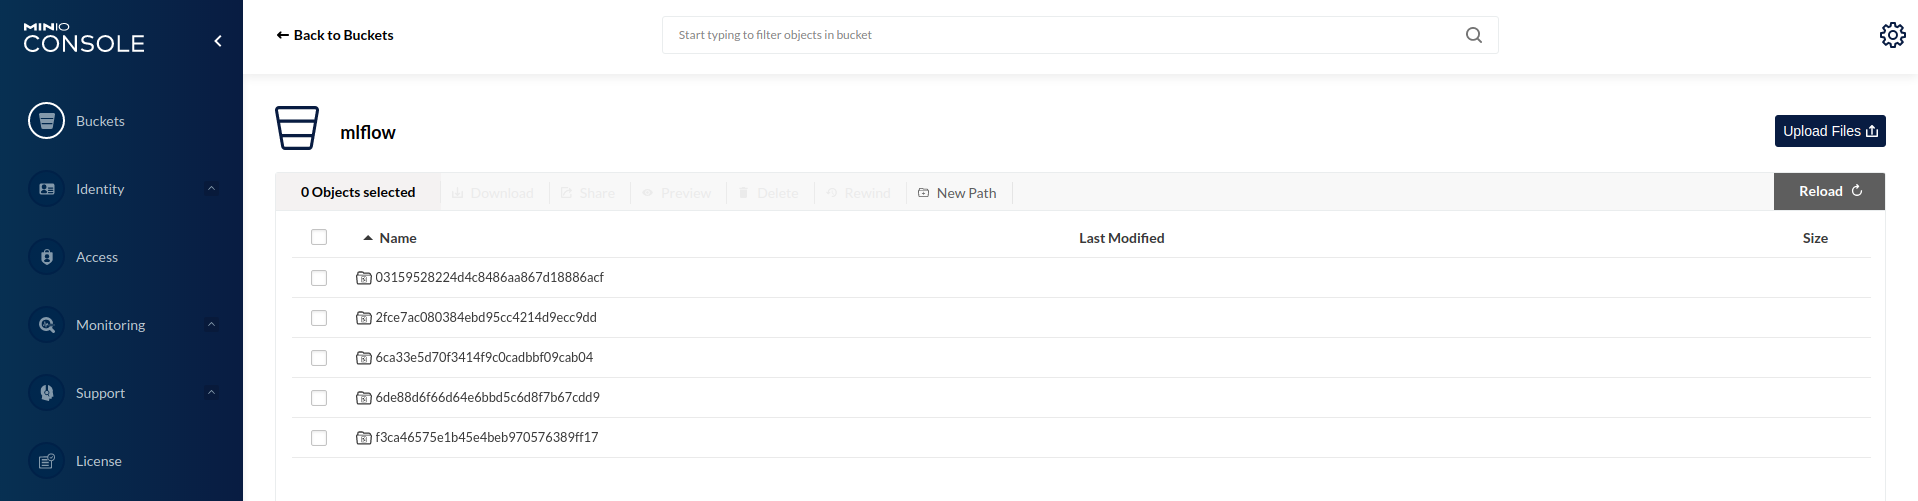 MINIO
CONSOLE
Back to Buckets
Start typing to filter objects in bucket
Buckets
Identity
Access
Monitoring
Support
License
mlflow
Upload Files
0 Objects selected
Download
Share
Preview
Delete
Rewind
New Path
Reload
Name
Last Modified
Size
03159528224d4c8486aa867d18886acf
2fce7ac080384ebd95cc4214d9ecc9dd
6ca33e5d70f3414f9c0cadbbf09cab04
6de88d6f66d64e6bbd5c6d8f7b67cdd9
f3ca46575e1b45e4beb970576389ff17